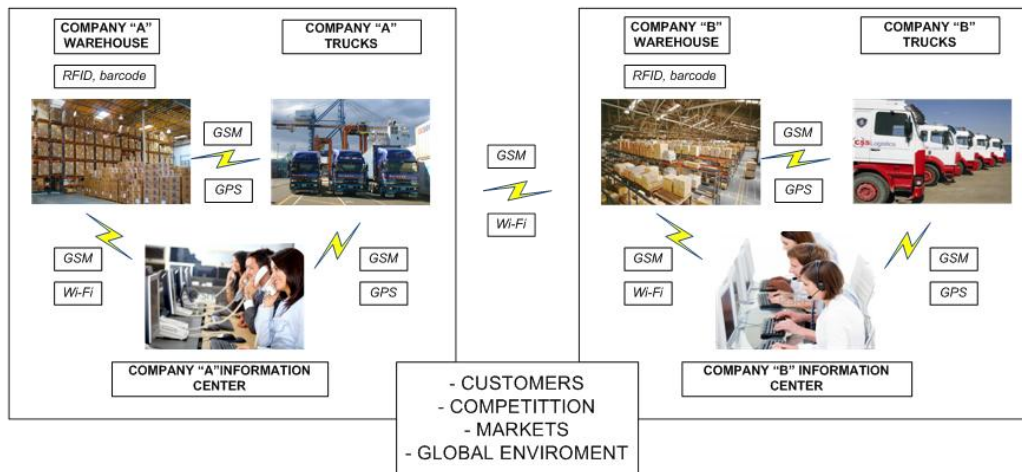 COMPANY “A”
WAREHOUSE
COMPANY “A”
TRUCKS
RFID, barcode
GSM
GPS
GSM
Wi-Fi
GSM
GPS
COMPANY “A”INFORMATION
CENTER
GSM
Wi-Fi
COMPANY “B”
WAREHOUSE
COMPANY “B”
TRUCKS
RFID, barcode
GSM
GPS
Logistics
GSM
Wi-Fi
GSM
GPS
COMPANY “B” INFORMATION
CENTER
- CUSTOMERS
- COMPETITTION
- MARKETS
- GLOBAL ENVIROMENT